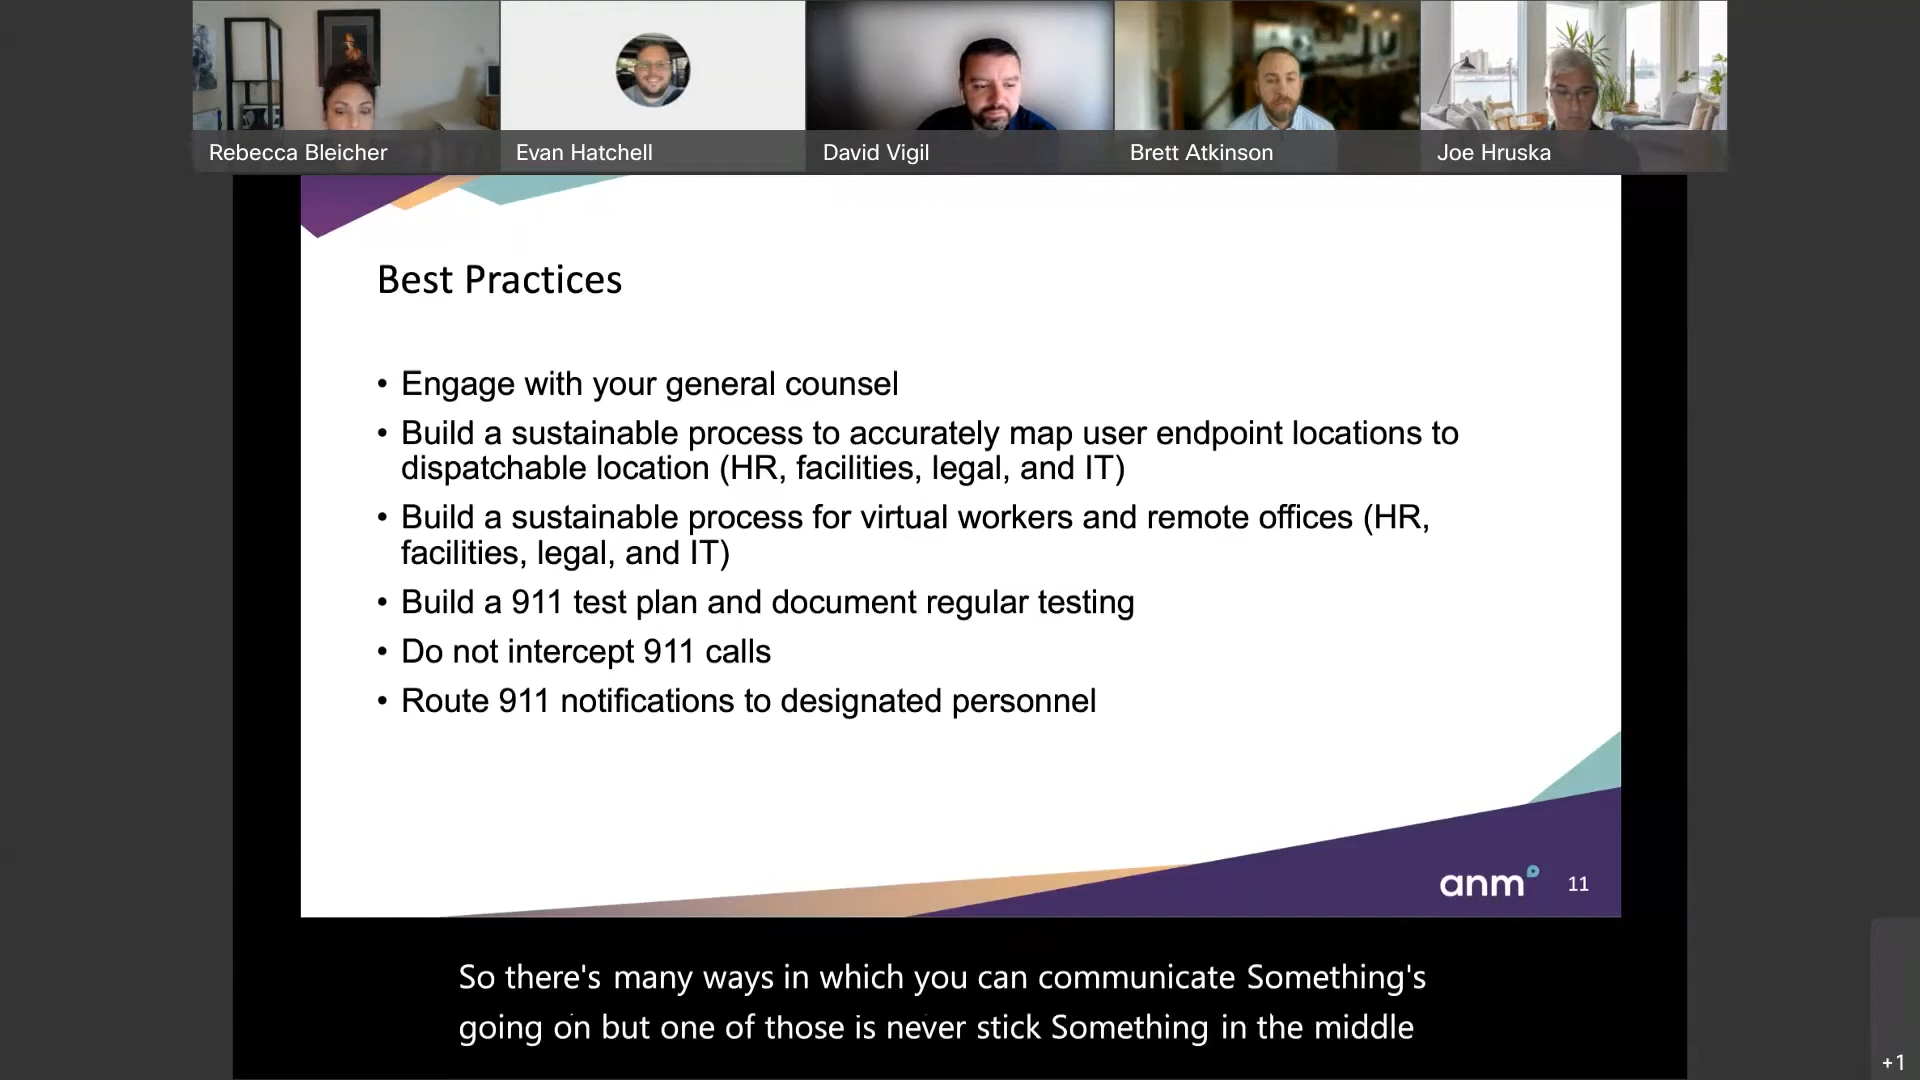 Rebecca Bleicher
Evan Hatchell
David Vigil
Brett Atkinson
Joe Hruska
Best Practices
• Engage with your general counsel
• Build a sustainable process to accurately map user endpoint locations to
dispatchable location (HR, facilities, legal, and IT)
• Build a sustainable process for virtual workers and remote offices (HR,
facilities, legal, and IT)
• Build a 911 test plan and document regular testing
• Do not intercept 911 calls
• Route 911 notifications to designated personnel
anm
11
So there's many ways in which you can communicate Something's
going on but one of those is never stick Something in the middle
+1